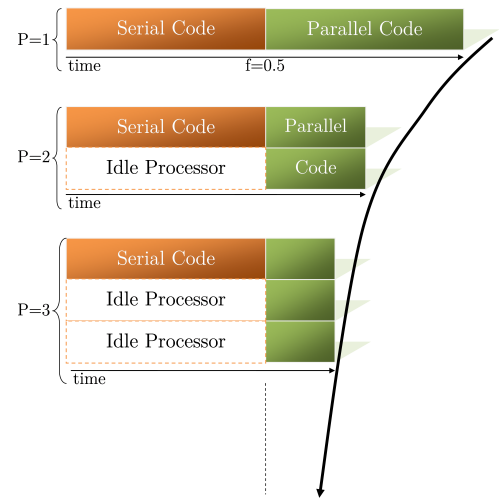 Serial Code Parallel Code
P=1
time f=0.5
Serial Code Parallel
P=2
Idle Processor Code
time
Serial Code
Idle Processor
P=3
Idle Processor
time